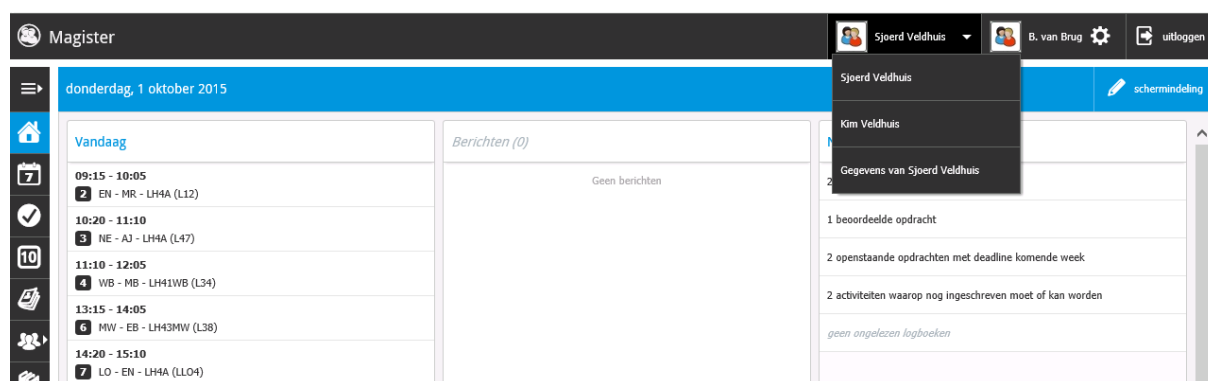 Magister
Sjoerd Veldhuis
B. van Brug
uitloggen
Sjoerd Veldhuis
Kim Veldhuis
Gegevens van Sjoerd Veldhuis
donderdag, 1 oktober 2015
schermindeling
7
10
Vandaag
09:15 - 10:05
2 EN - MR - LH4A (L12)
10:20 - 11:10
3 NE - AJ - LH4A (L47)
11:10 - 12:05
4 WB - MB - LH41WB (L34)
13:15 - 14:05
6 MW - EB - LH43MW (L38)
14:20 - 15:10
7 LO - EN - LH4A (LLO4)
Berichten (0)
Geen berichten
1 beoordeelde opdracht
2 openstaande opdrachten met deadline komende week
2 activiteiten waarop nog ingeschreven moet of kan worden
geen ongelezen logboeken